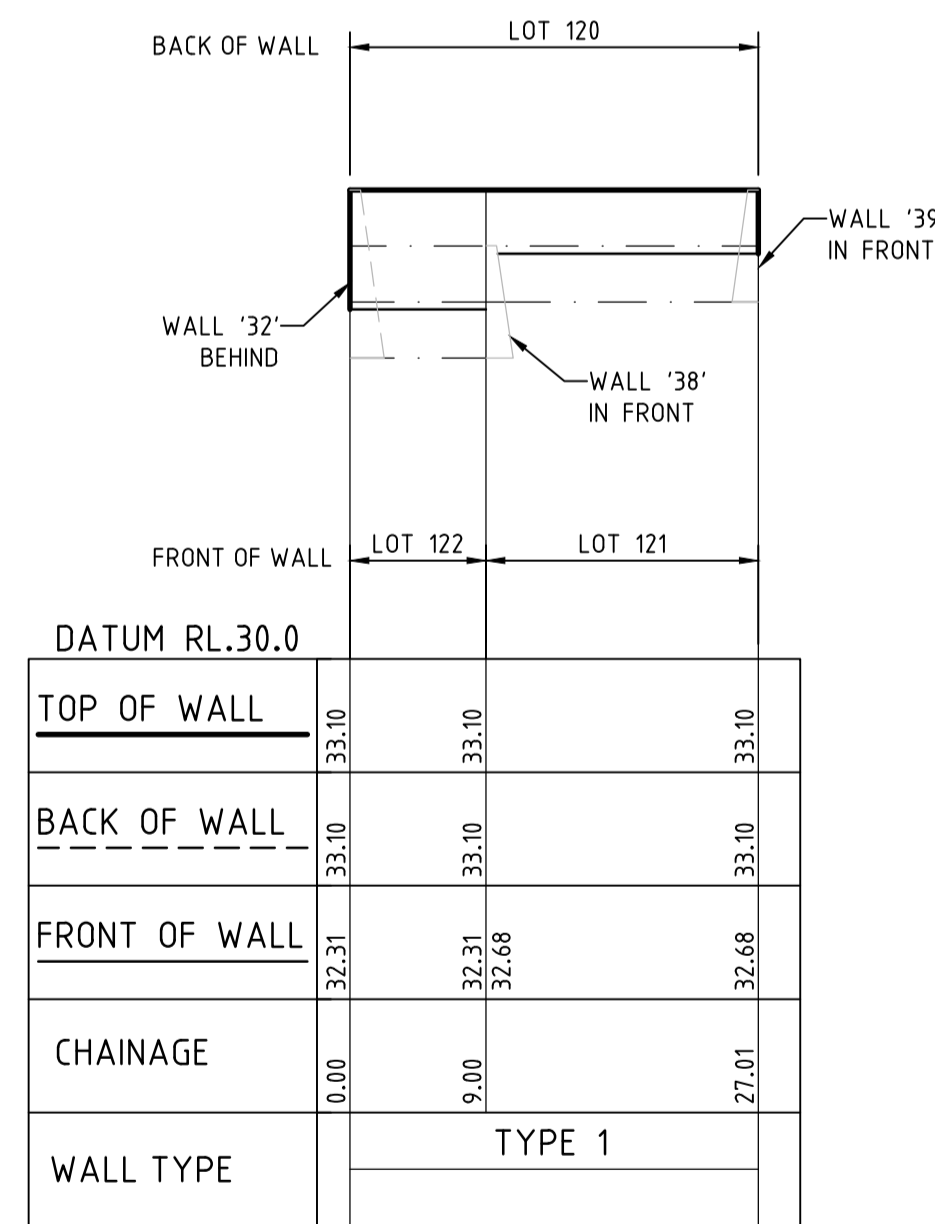 BACK OF WALL
LOT 120
WALL '39
IN FRONT
WALL '32'
BEHIND
WALL '38'
IN FRONT
FRONT OF WALL
LOT 122
LOT 121
DATUM RL.30.0
TOP OF WALL
33.10
33.10
33.10
BACK OF WALL
33.10
33.10
33.10
FRONT OF WALL
32.31
32.31
32.68
32.68
CHAINAGE
0.00
9.00
27.01
WALL TYPE
TYPE 1